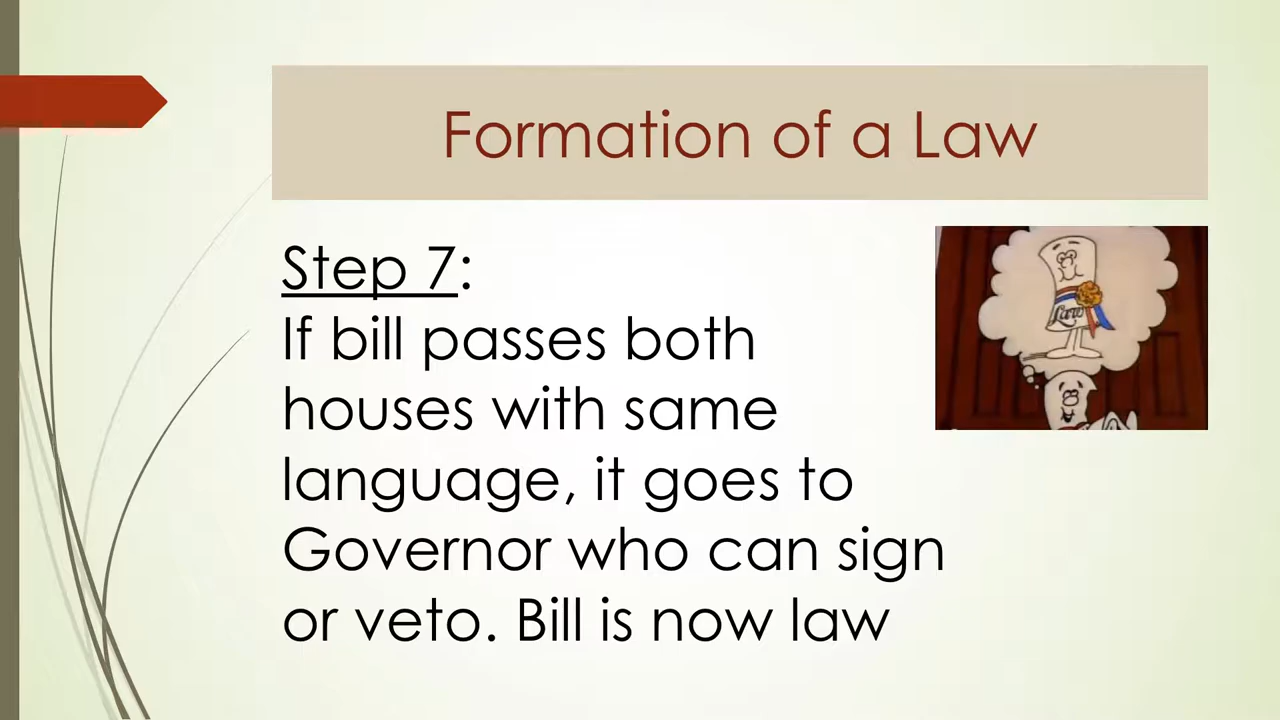 Formation of a Law
Step 7:
If bill passes both
houses with same
language, it goes to
Governor who can sign
or veto. Bill is now law
Law